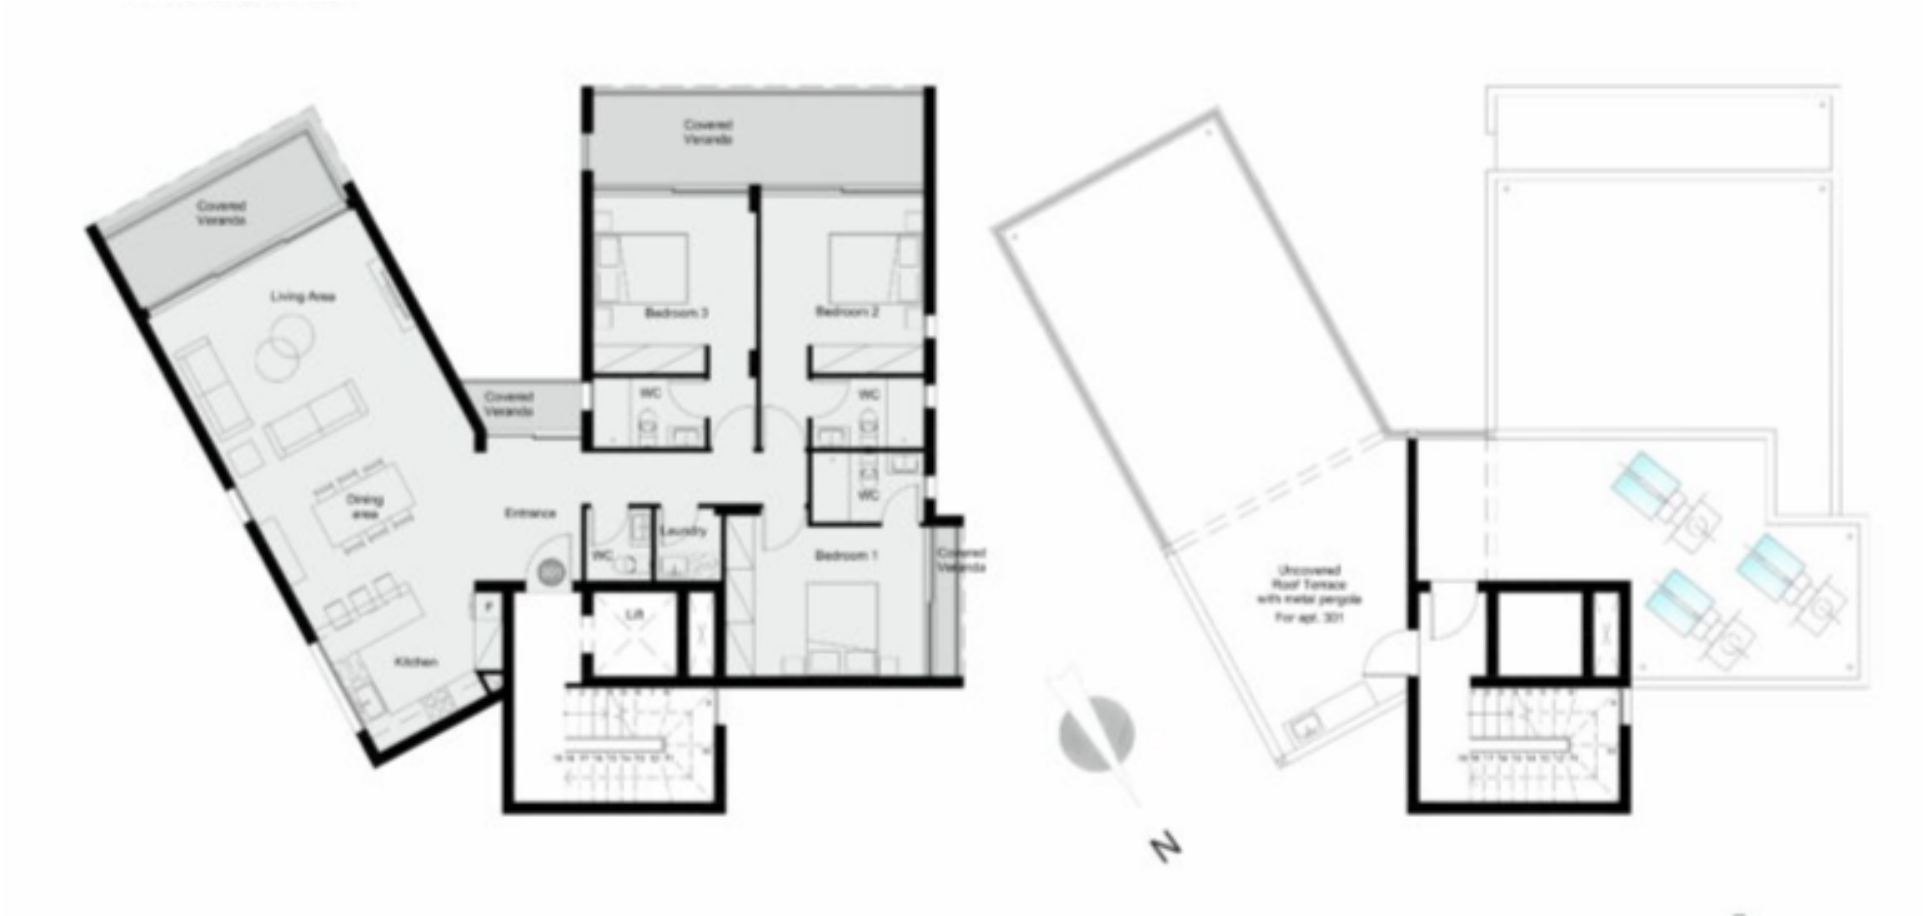 Covered
Veranda
Covered
Veranda
Living Area
Bedroom 3
Bedroom 2
Covered
Veranda
WC
WC
WC
Dining
area
Entrance
WC
Laundry
Bedroom 1
Covered
Veranda
F
Lift
Kitchen
Uncovered
Roof Terrace
with metal pergola
For apt. 301
N